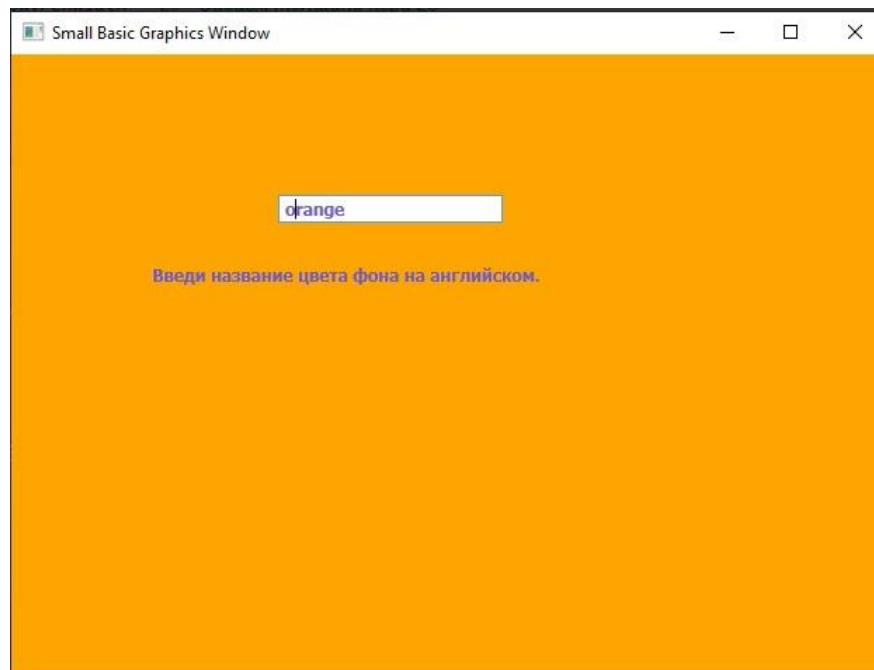 Small Basic Graphics Window
orange
Введи название цвета фона на английском.